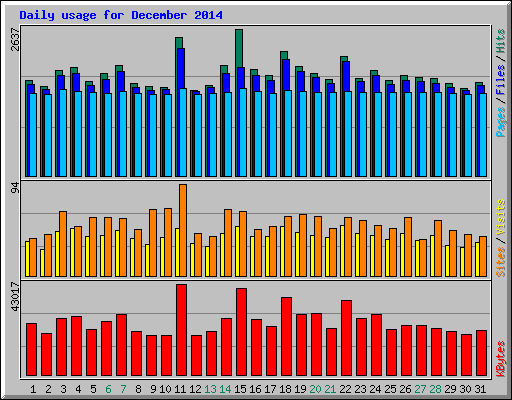 Daily usage for December 2014
2637
Pages / Files / Hits
94
Sites / Visits
43017
KBytes
1 2 3 4 5 6 7 8 9 10 11 12 13 14 15 16 17 18 19 20 21 22 23 24 25 26 27 28 29 30 31